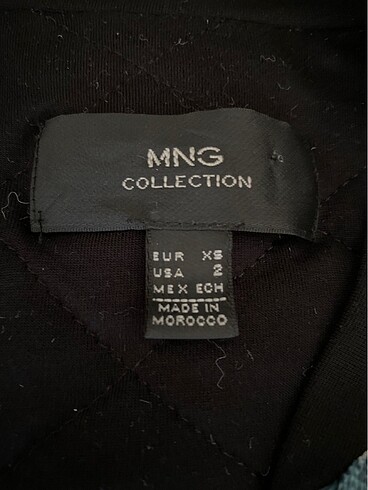 MNG
COLLECTION
EUR XS
USA 2
MEX ECH
MADE IN
MOROCCO